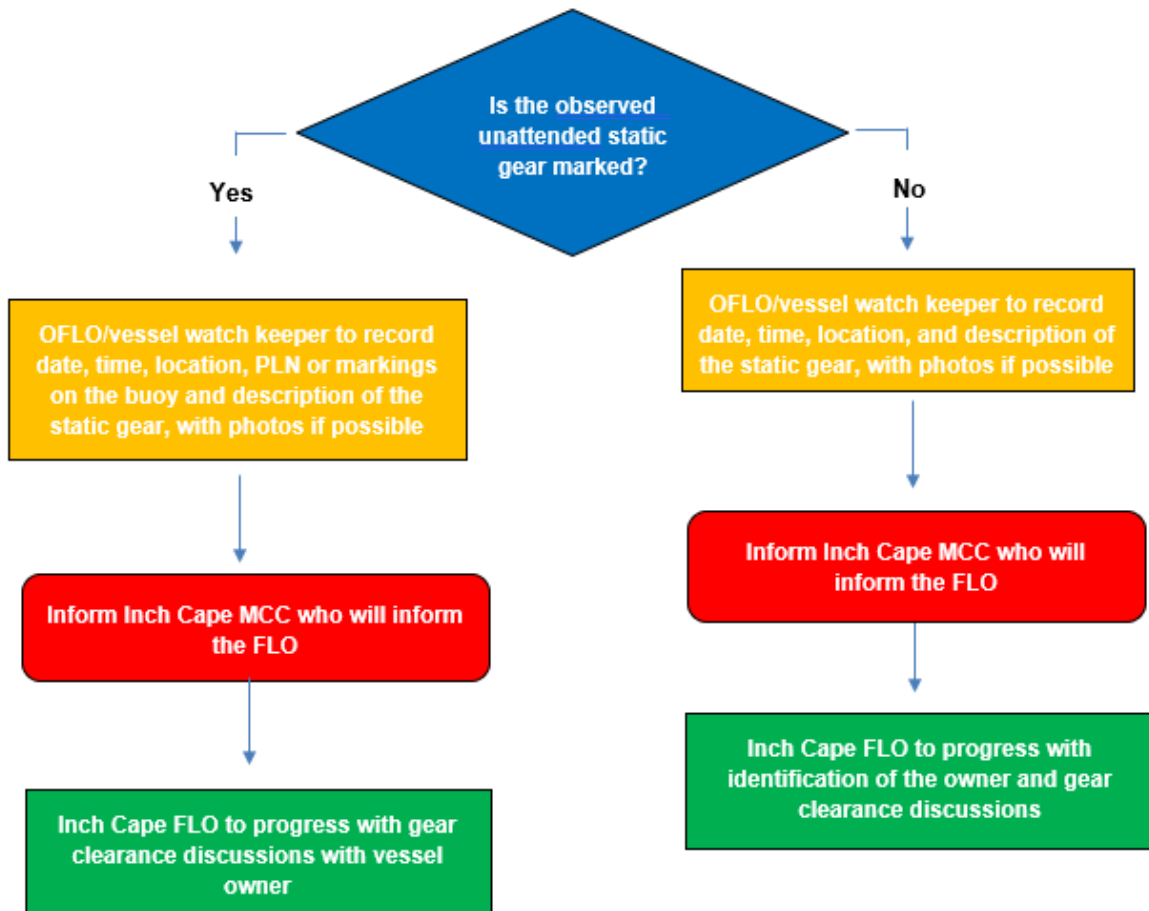 Is the observed
unattended static
gear marked?
Yes
No
OFLO/vessel watch keeper to record
date, time, location, PLN or markings
on the buoy and description of the
static gear, with photos if possible
OFLO/vessel watch keeper to record
date, time, location, and description of
the static gear, with photos if possible
Inform Inch Cape MCC who will inform
the FLO
Inform Inch Cape MCC who will
inform the FLO
Inch Cape FLO to progress with gear
clearance discussions with vessel
owner
Inch Cape FLO to progress with
identification of the owner and gear
clearance discussions